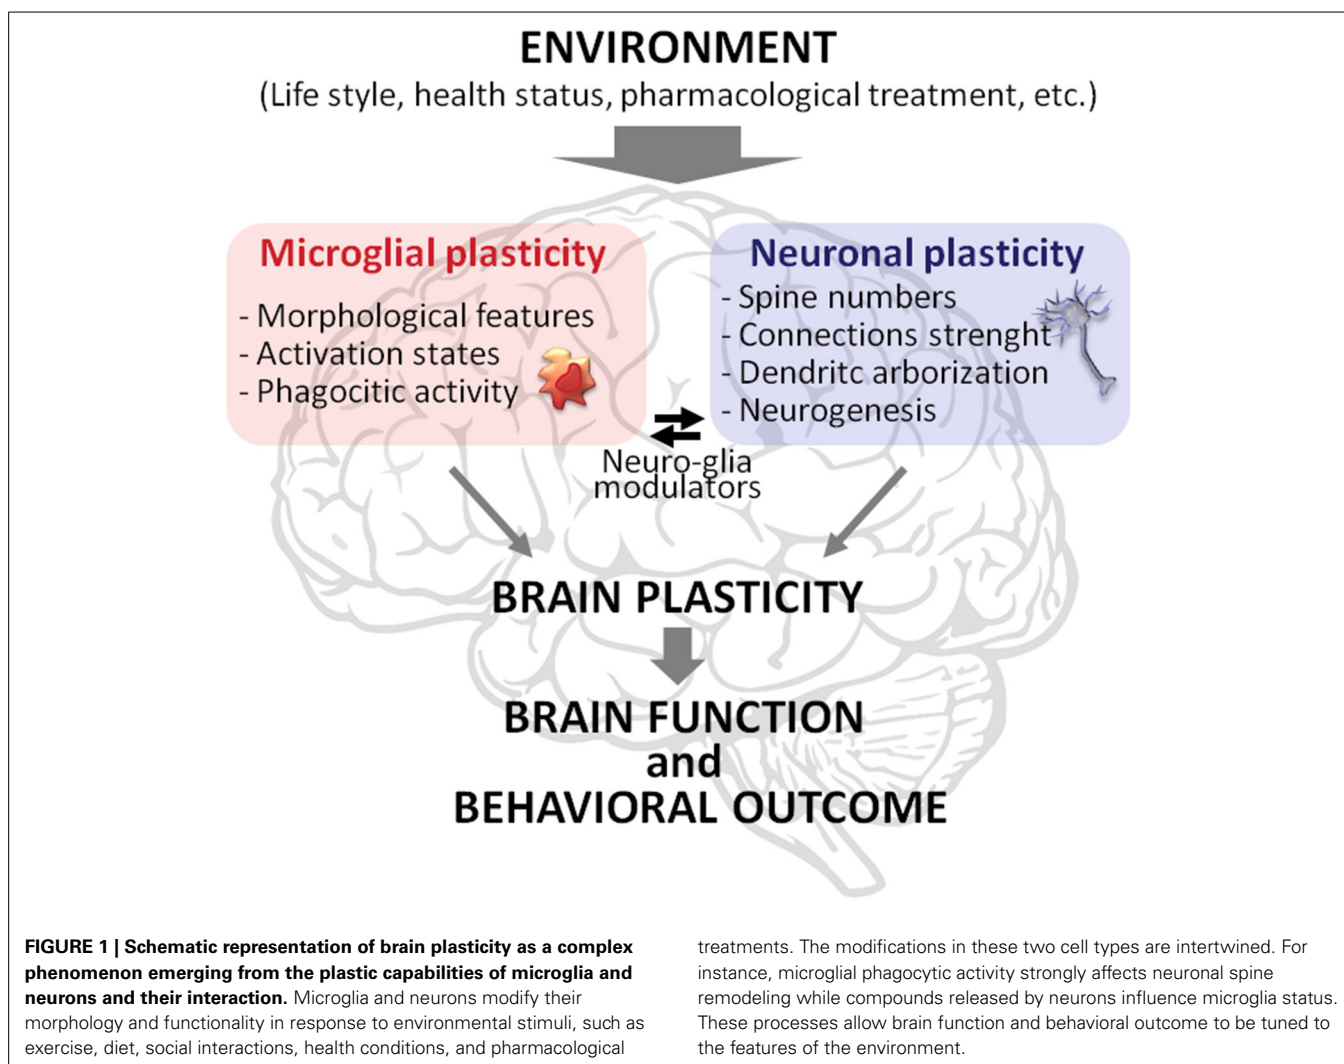 ENVIRONMENT
(Life style, health status, pharmacological treatment, etc.)
Microglial plasticity
- Morphological features
- Activation states
- Phagocitic activity
Neuronal plasticity
- Spine numbers
- Connections strenght
- Dendritc arborization
- Neurogenesis
Neuro-glia
modulators
BRAIN PLASTICITY
BRAIN FUNCTION
and
BEHAVIORAL OUTCOME
FIGURE 1 | Schematic representation of brain plasticity as a complex
phenomenon emerging from the plastic capabilities of microglia and
neurons and their interaction. Microglia and neurons modify their
morphology and functionality in response to environmental stimuli, such as
exercise, diet, social interactions, health conditions, and pharmacological
treatments. The modifications in these two cell types are intertwined. For
instance, microglial phagocytic activity strongly affects neuronal spine
remodeling while compounds released by neurons influence microglia status.
These processes allow brain function and behavioral outcome to be tuned to
the features of the environment.